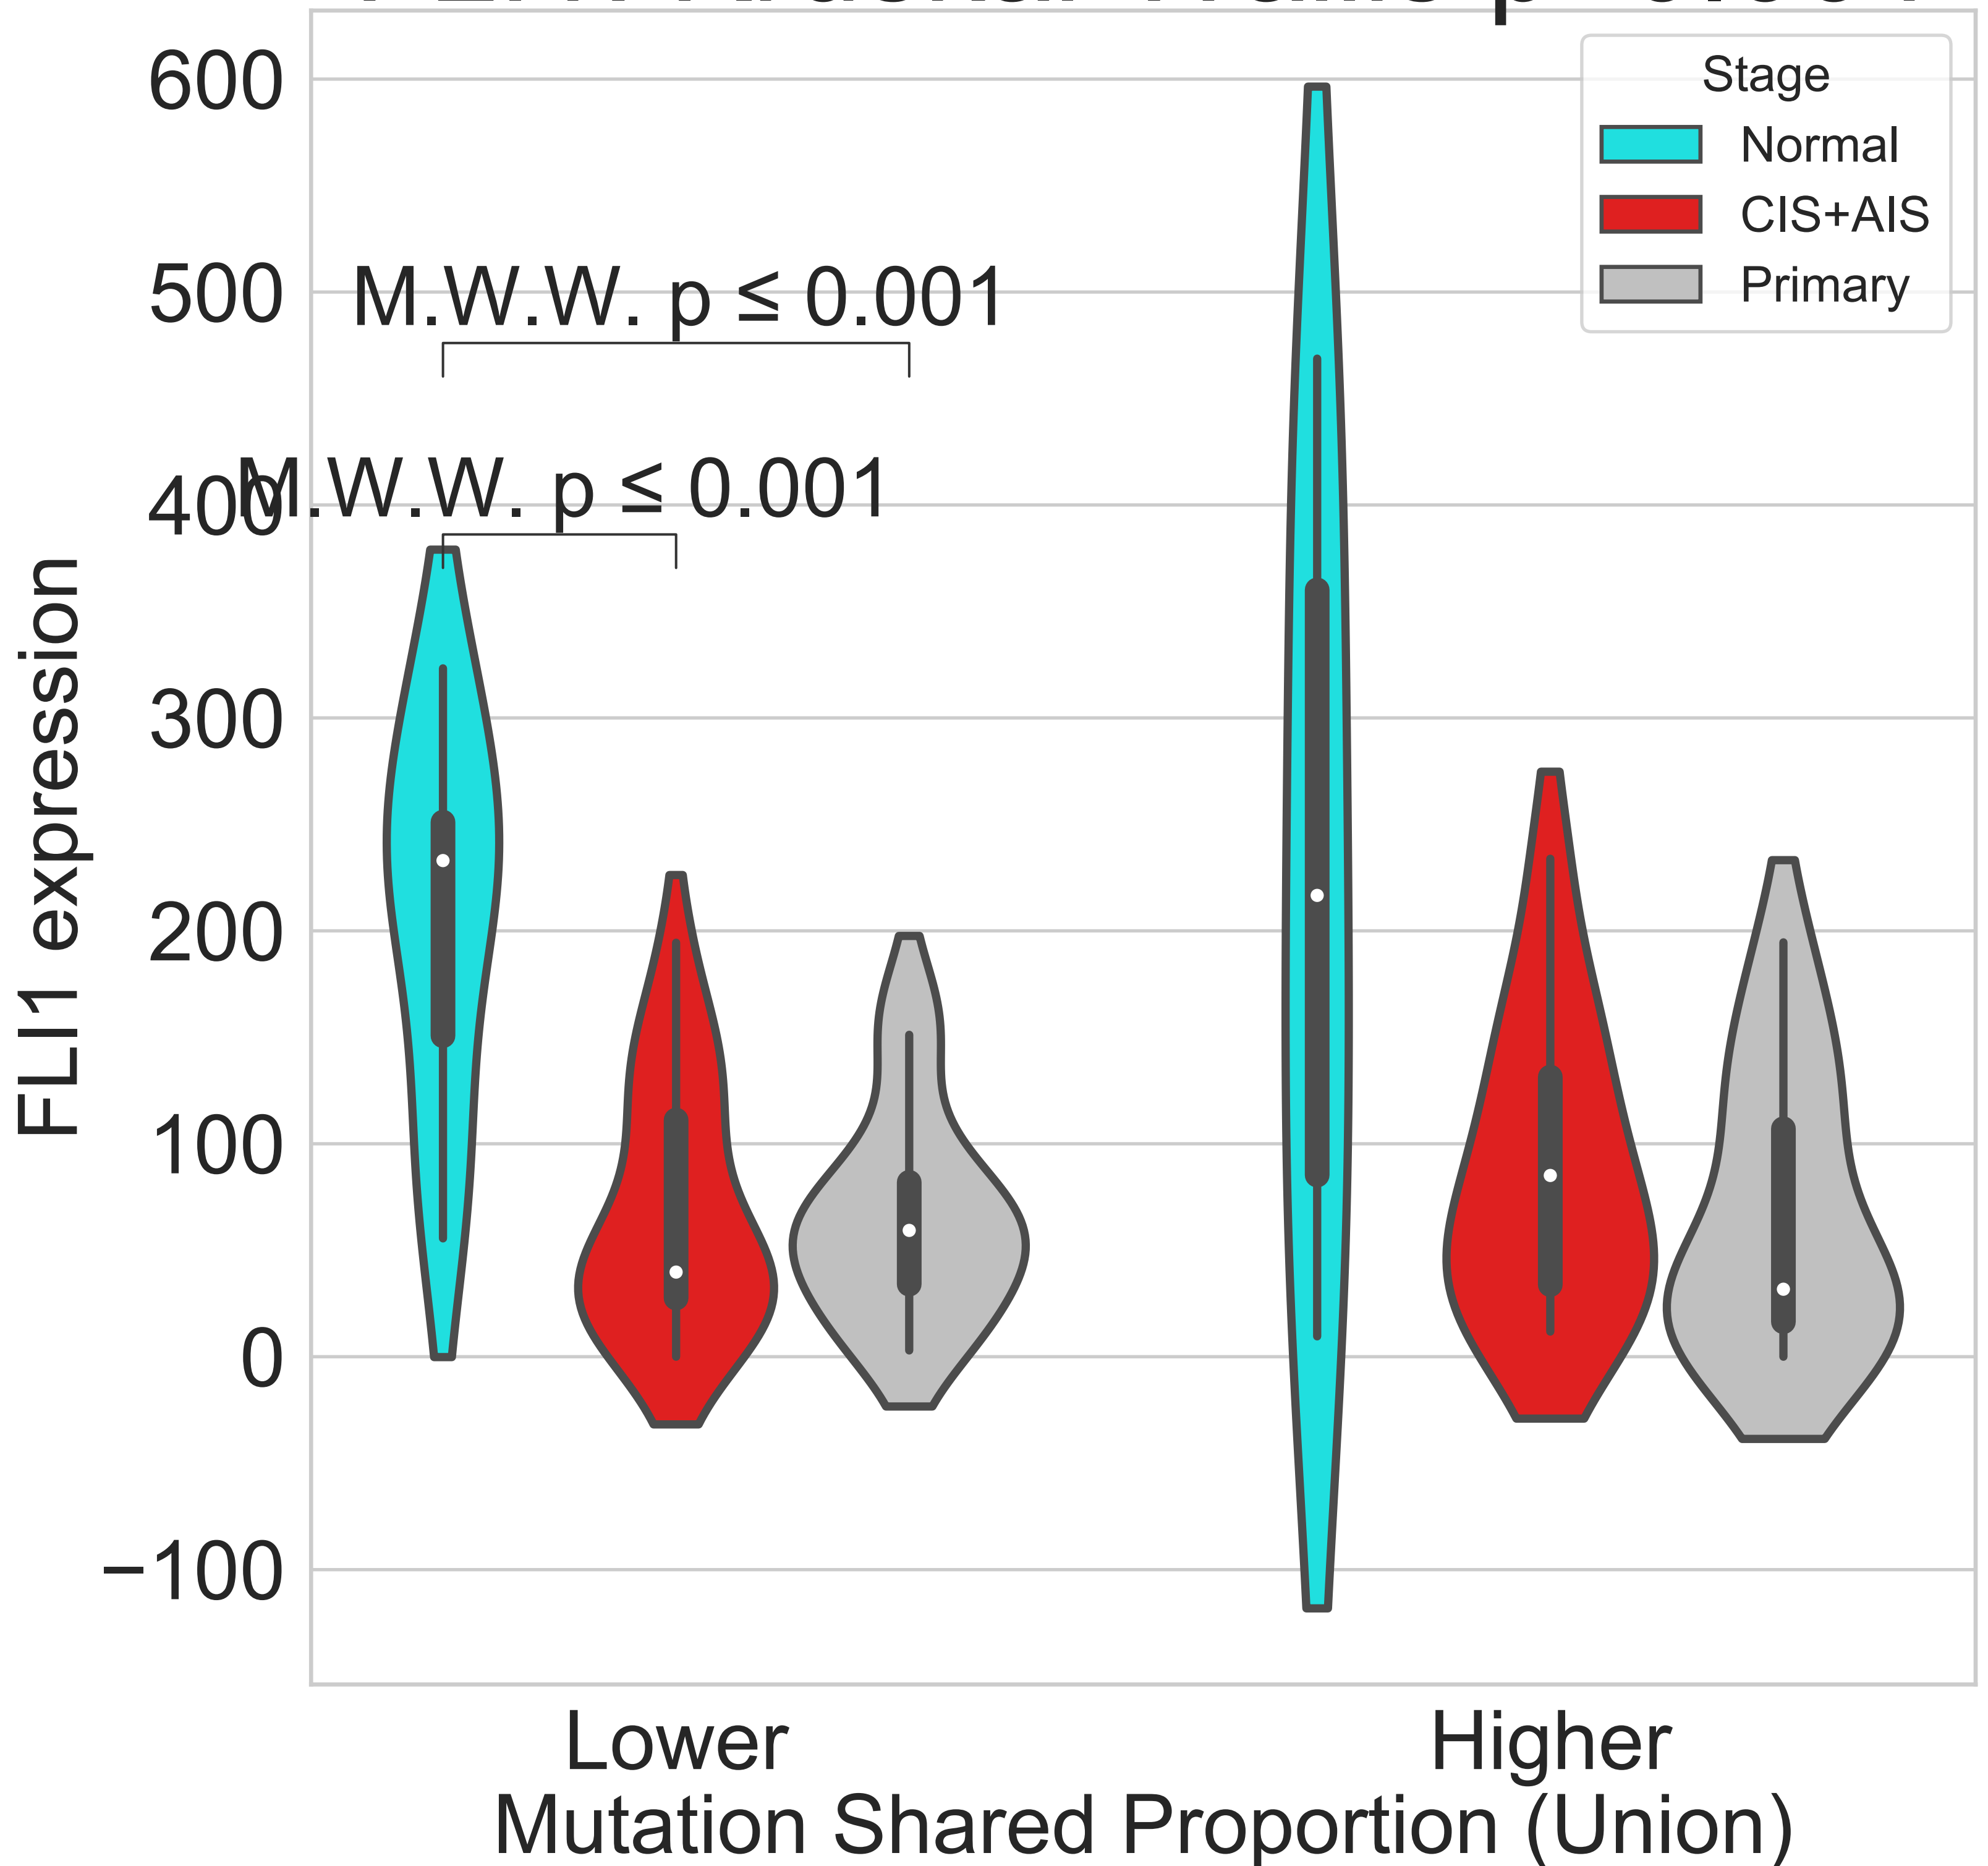 600
500
400
300
200
100
0
−100
FLI1 expression
M.W.W. p ≤ 0.001
M.W.W. p ≤ 0.001
Stage
Normal
CIS+AIS
Primary
Lower
Higher
Mutation Shared Proportion (Union)